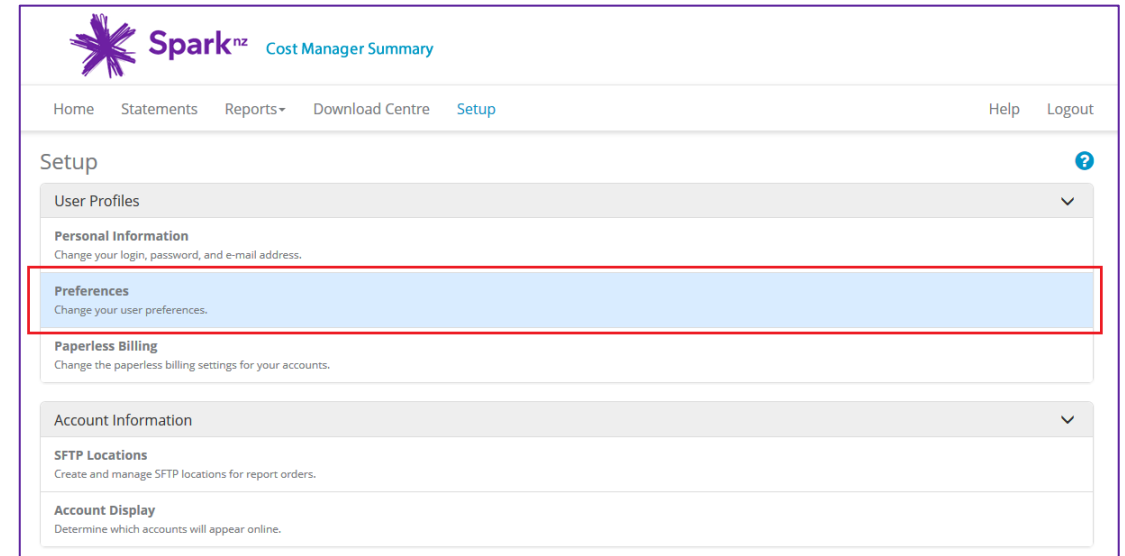 Spark nz Cost Manager Summary
Home Statements Reports Download Centre Setup Help Logout
Setup
User Profiles
Personal Information
Change your login, password, and e-mail address.
Preferences
Change your user preferences.
Paperless Billing
Change the paperless billing settings for your accounts.
Account Information
SFTP Locations
Create and manage SFTP locations for report orders.
Account Display
Determine which accounts will appear online.